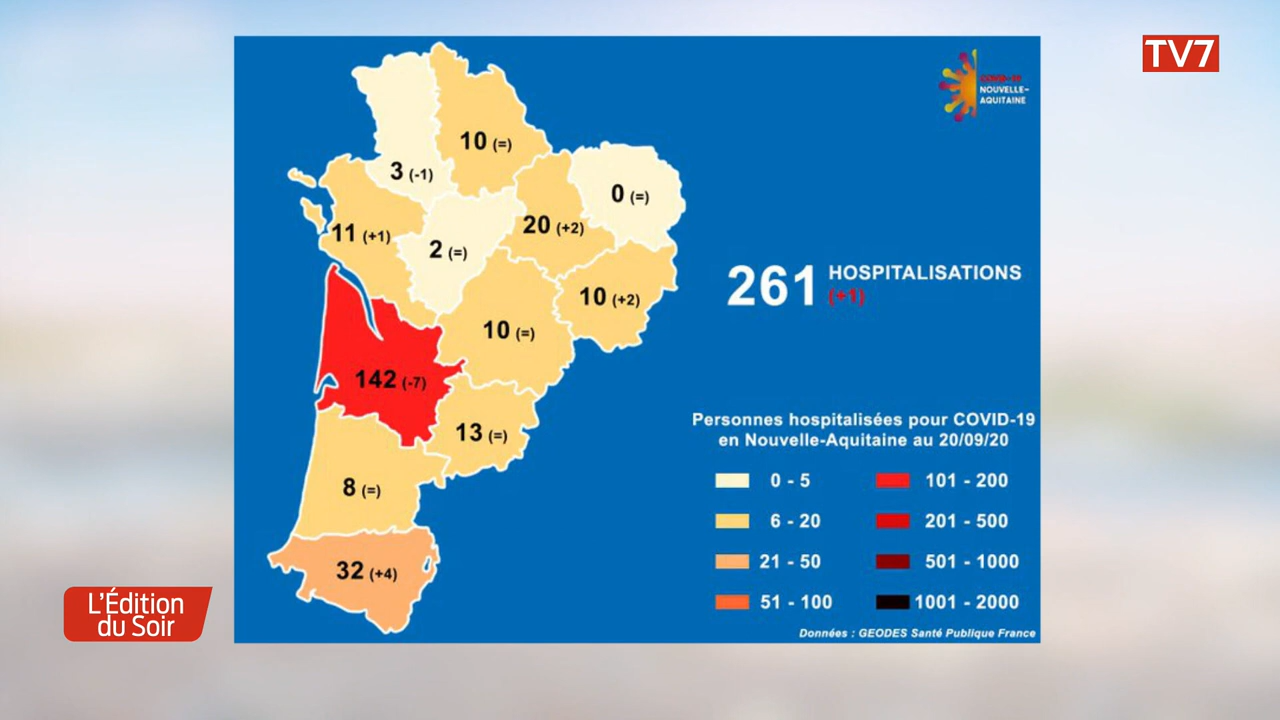 TV7
COVID-19
NOUVELLE-
AQUITAINE
10 (=)
3 (-1)
0 (=)
11 (+1)
20 (+2)
2 (=)
10 (+2)
10 (=)
142 (-7)
13 (=)
8 (=)
32 (+4)
261 HOSPITALISATIONS
(+1)
Personnes hospitalisées pour COVID-19
en Nouvelle-Aquitaine au 20/09/20
0 - 5
101 - 200
6 - 20
201 - 500
21 - 50
501 - 1000
51 - 100
1001 - 2000
Données : GEODES Santé Publique France
L'Édition
du Soir